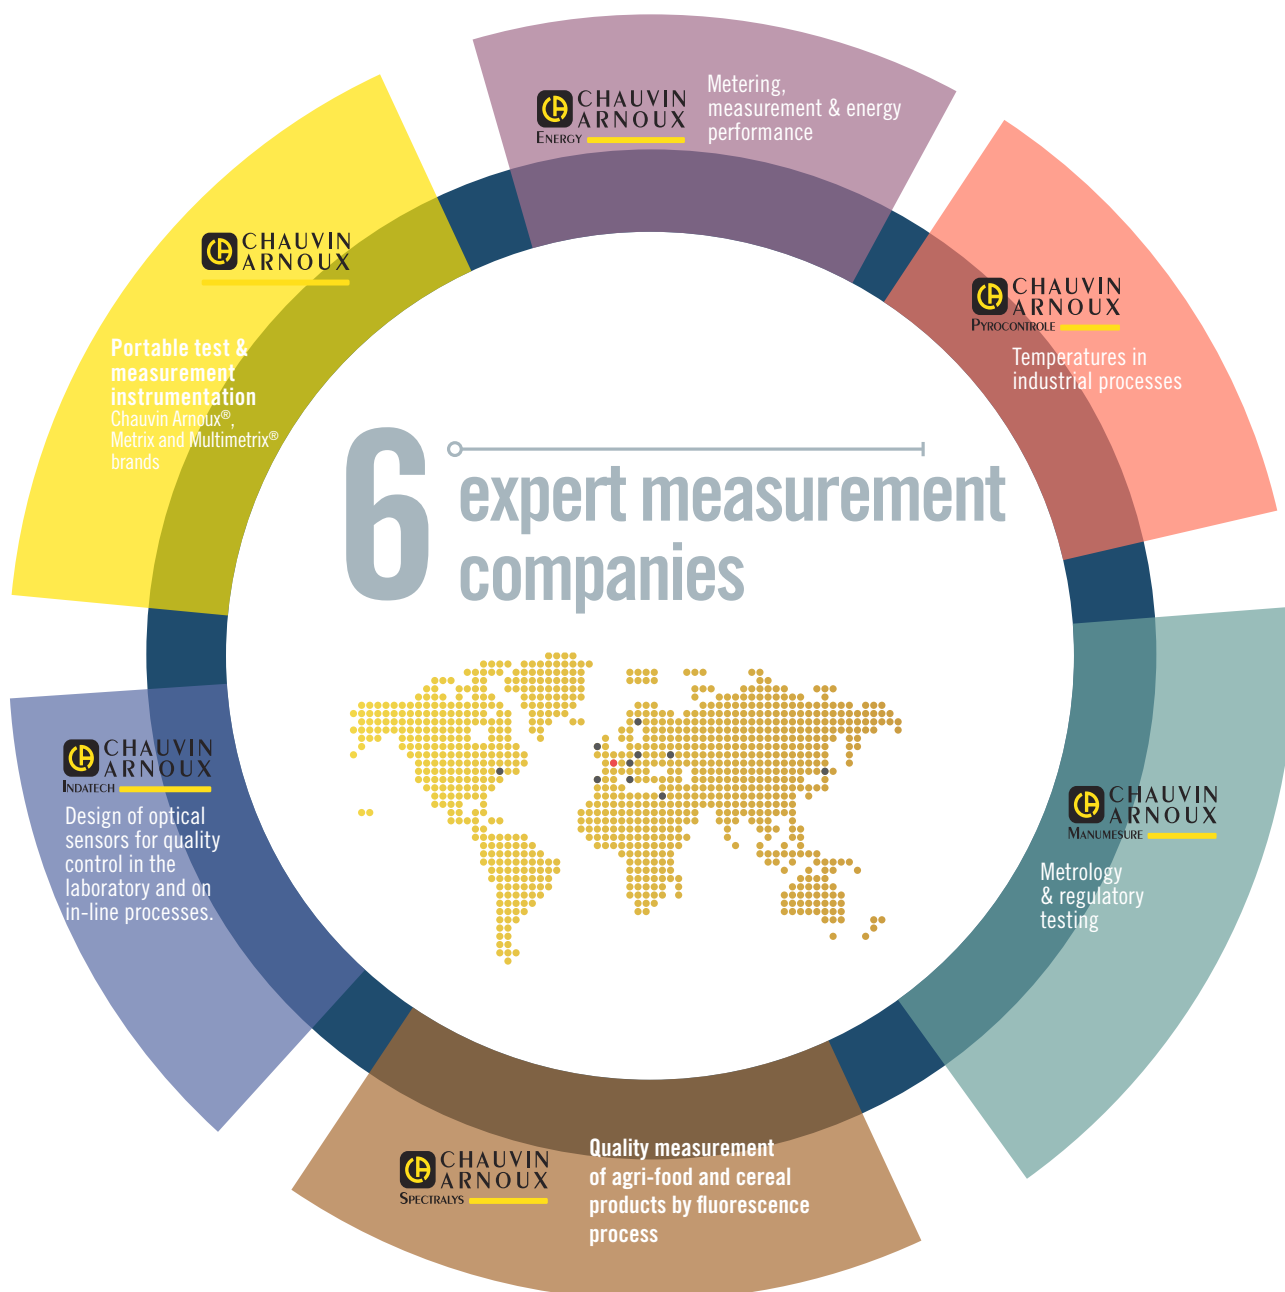 CHAUVIN
ARNOUX
ENERGY
Metering,
measurement & energy
performance
CHAUVIN
ARNOUX
PYROCONTROLE
Temperatures in
industrial processes
CHAUVIN
ARNOUX
MANUMESURE
Metrology
& regulatory
testing
CHAUVIN
ARNOUX
SPECTRALYS
Quality measurement
of agri-food and cereal
products by fluorescence
process
CHAUVIN
ARNOUX
INDATECH
Design of optical
sensors for quality
control in the
laboratory and on
in-line processes.
CHAUVIN
ARNOUX
Portable test &
measurement
instrumentation
Chauvin Arnoux®,
Metrix and Multimetrix®
brands
6 expert measurement
companies